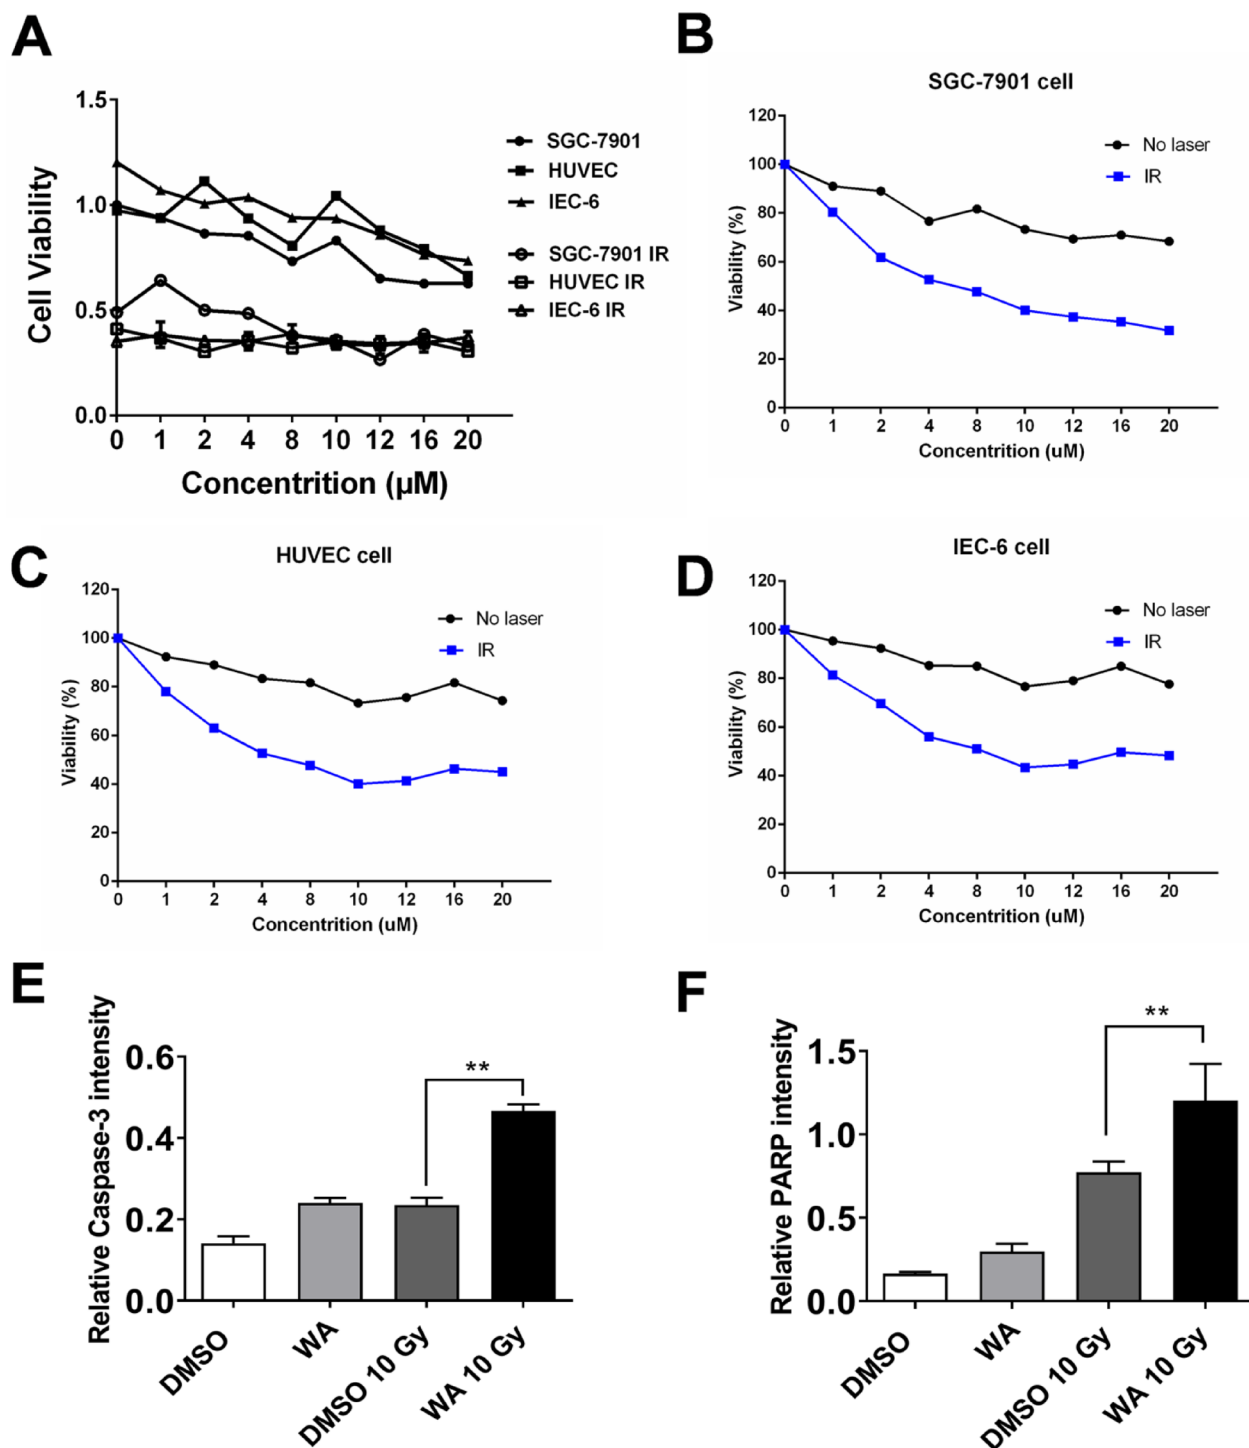 A
1.5
1.0
0.5
0.0
Cell Viability
0 1 2 4 8 10 12 16 20
Concentrition (µM)
SGC-7901
HUVEC
IEC-6
SGC-7901 IR
HUVEC IR
IEC-6 IR
B
SGC-7901 cell
120
100
80
60
40
20
0
Viability (%)
No laser
IR
0 1 2 4 8 10 12 16 20
Concentrition (uM)
C
HUVEC cell
120
100
80
60
40
20
0
Viability (%)
No laser
IR
0 1 2 4 8 10 12 16 20
Concentrition (uM)
D
IEC-6 cell
120
100
80
60
40
20
0
Viability (%)
No laser
IR
0 1 2 4 8 10 12 16 20
Concentrition (uM)
E
Relative Caspase-3 intensity
0.6
0.4
0.2
0.0
**
DMSO
WA
DMSO 10 Gy
WA 10 Gy
F
Relative PARP intensity
1.5
1.0
0.5
0.0
**
DMSO
WA
DMSO 10 Gy
WA 10 Gy